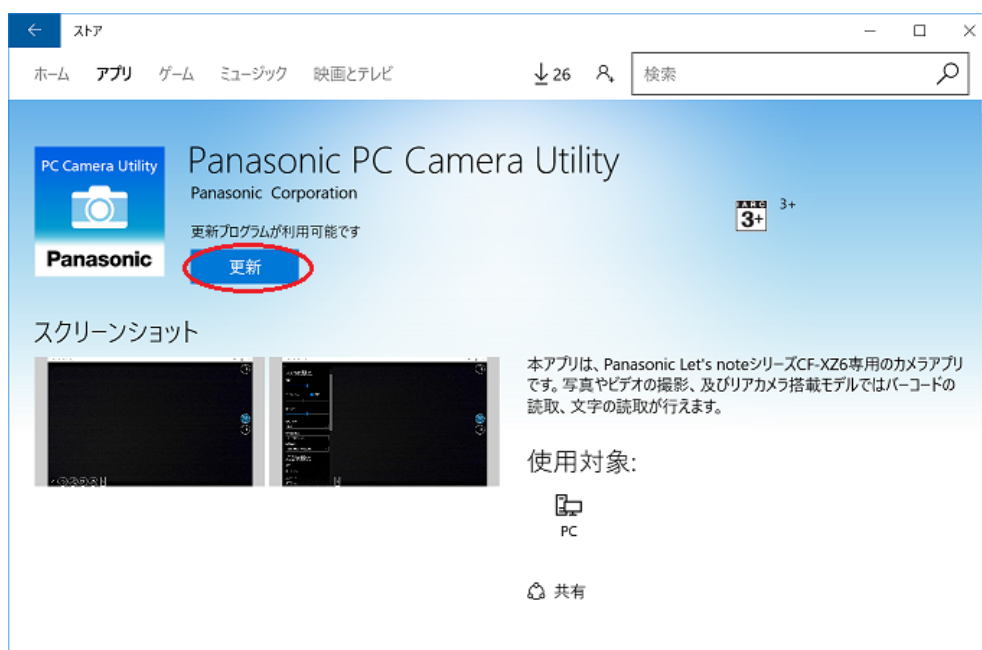 ストア
ホーム アプリ ゲーム ミュージック 映画とテレビ 26 検索
PC Camera Utility
Panasonic
Panasonic PC Camera Utility
Panasonic Corporation
更新プログラムが利用可能です
更新
3+
3+
スクリーンショット
本アプリは、Panasonic Let's noteシリーズCF-XZ6専用のカメラアプリ
です。写真やビデオの撮影、及びリアカメラ搭載モデルではバーコードの
読取、文字の読取が行えます。
使用対象:
PC
共有